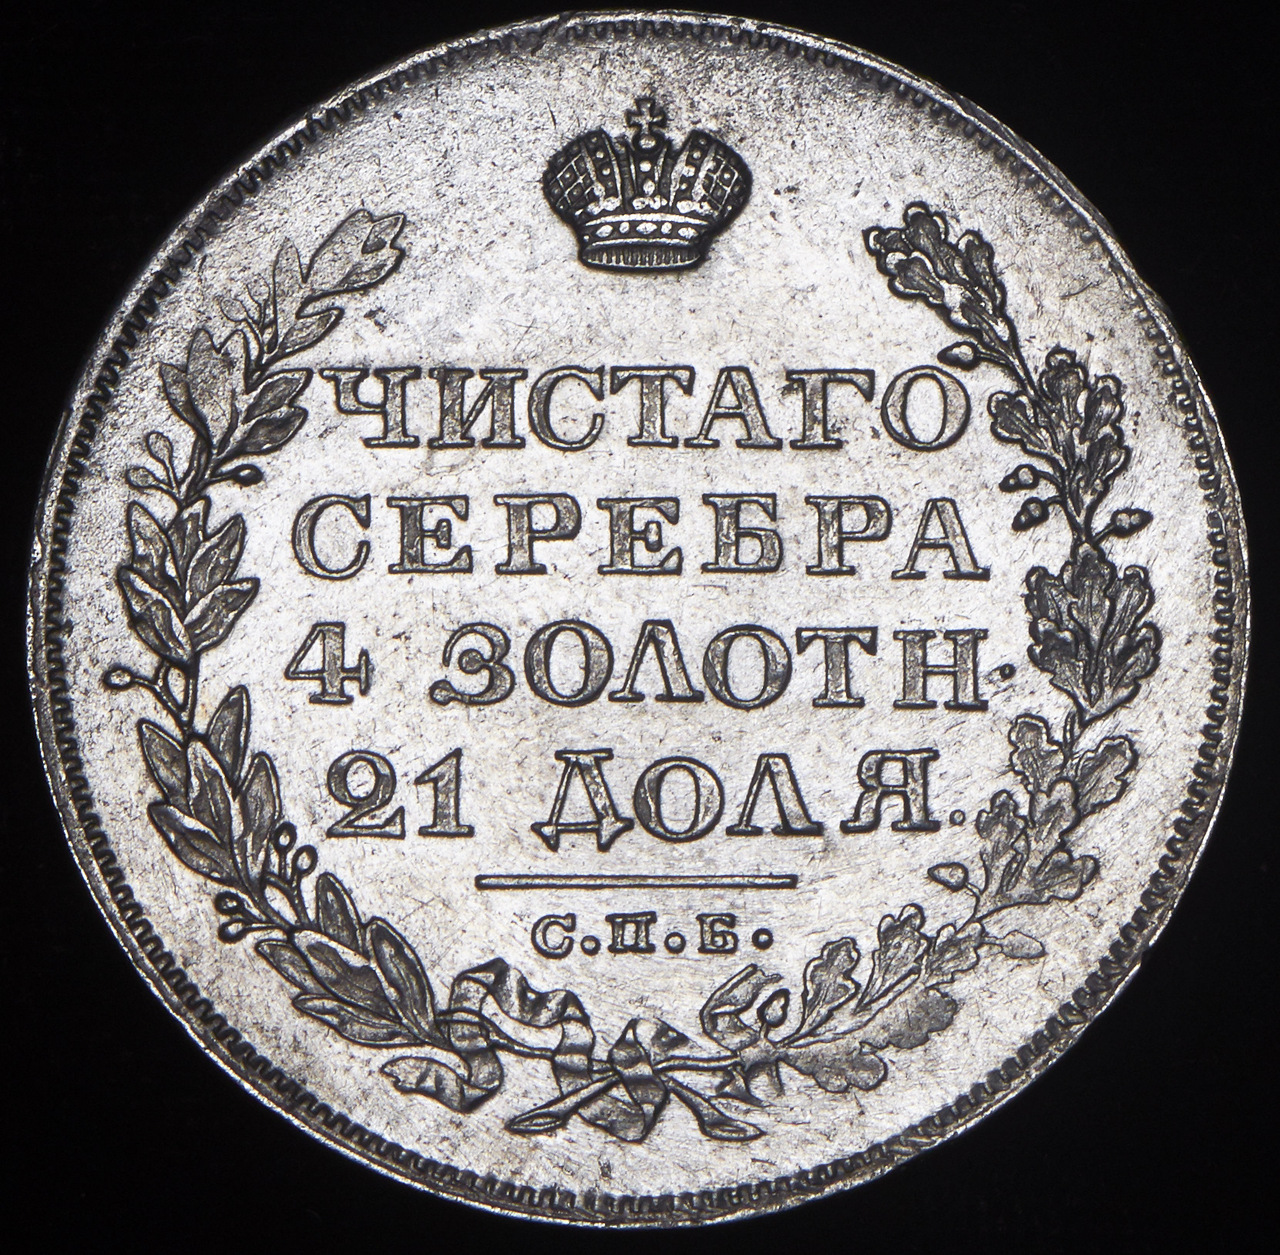 ЧИСТАГО
СЕРЕБРА
4 ЗОЛОТН.
21 ДОЛЯ.
С.П.Б.